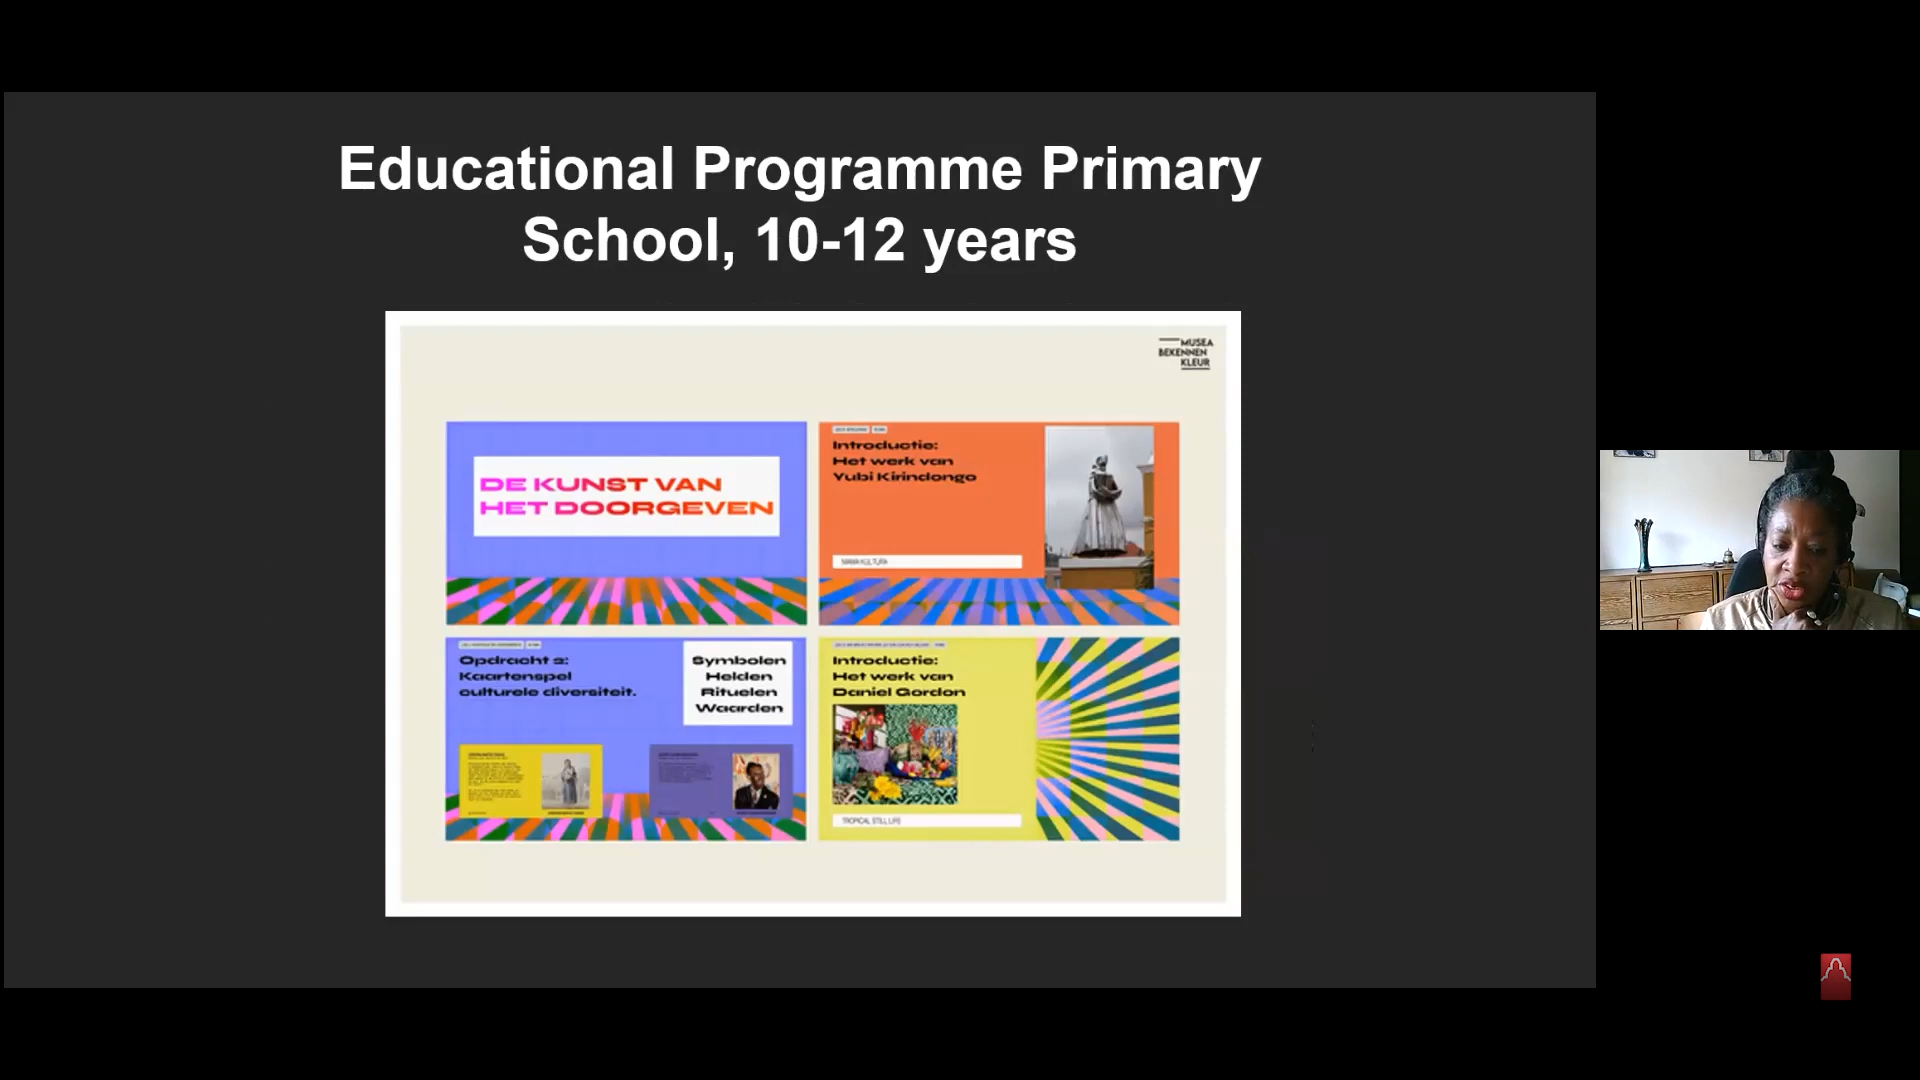 Educational Programme Primary
School, 10-12 years
MUSEA
BEKENNEN
KLEUR
DE KUNST VAN
HET DOORGEVEN
Introductie:
Het werk van
Yubi Kirindongo
MAMA KULTURA
Opdracht 2:
Kaartenspel
culturele diversiteit.
Symbolen
Helden
Rituelen
Waarden
Introductie:
Het werk van
Daniel Gordon
TROPICAL STILL LIFE